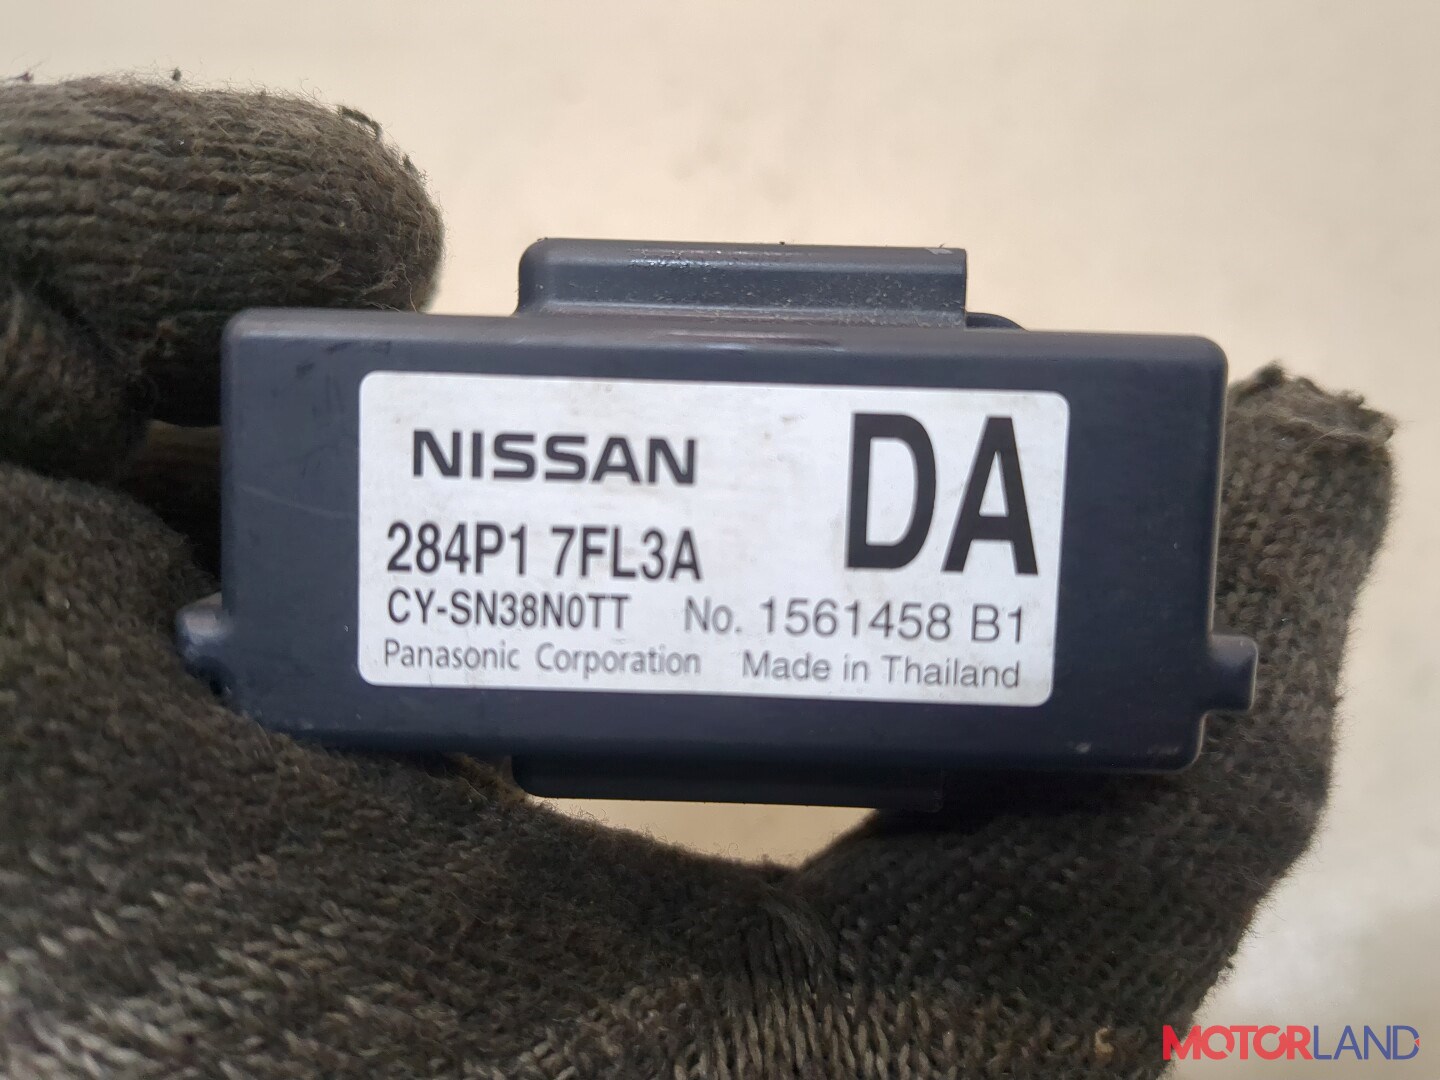 NISSAN
DA
284P1 7FL3A
CY-SN38N0TT No. 1561458 B1
Panasonic Corporation Made in Thailand
MOTORLAND